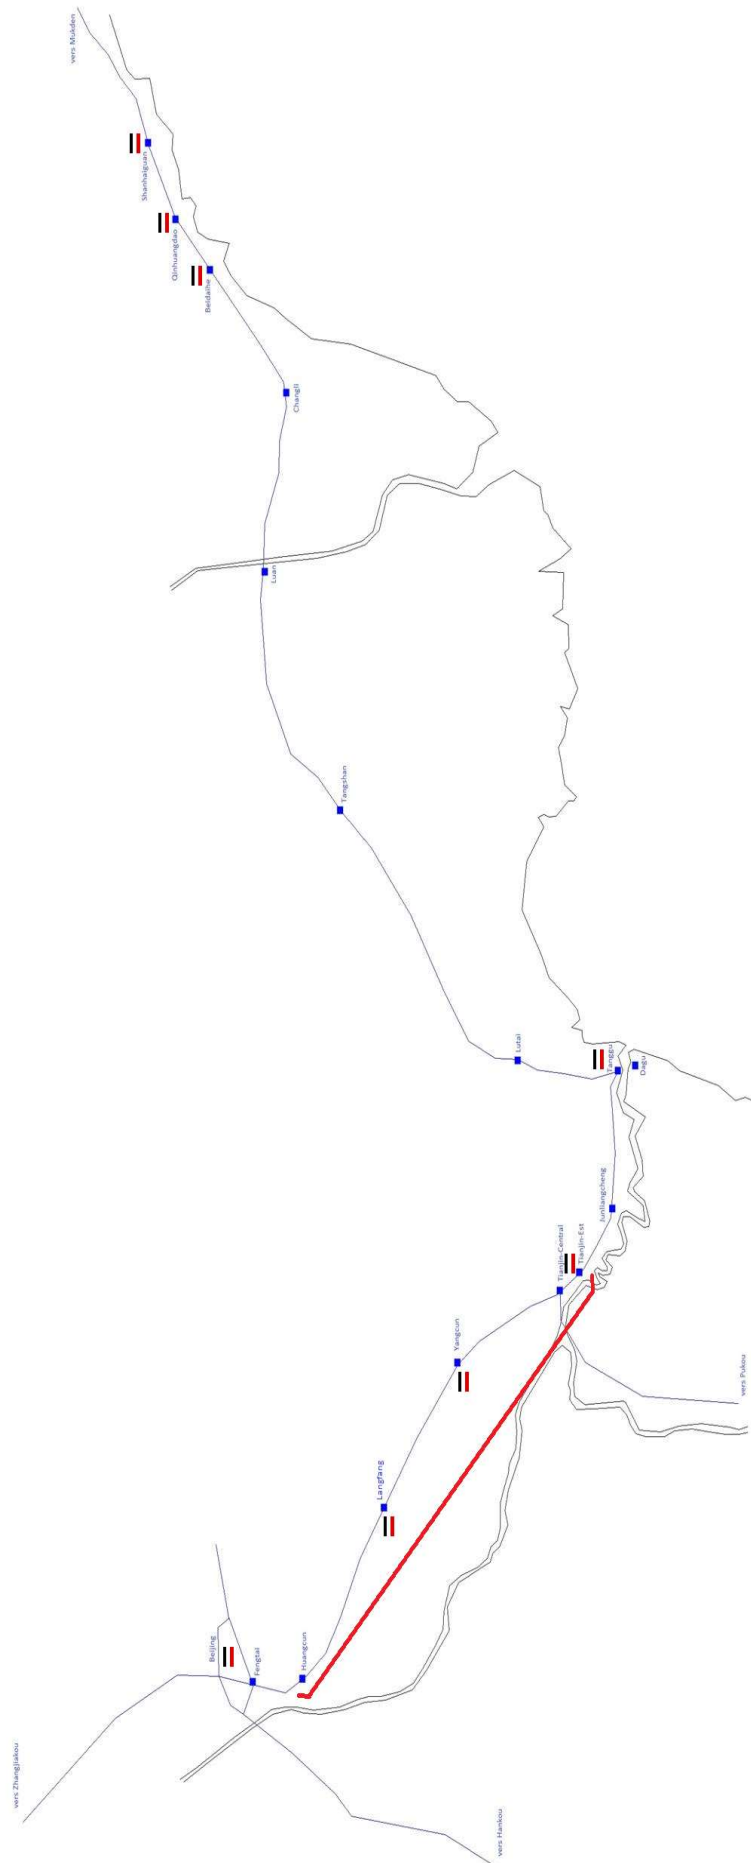 vers Mukden
Shanhaiguan
Qinhuangdao
Beidaihe
Changli
Luan
Tangshan
Lutai
Tanggu
Dagu
Junliangcheng
Tianjin-Central
Tianjin-Est
Yangcun
vers Pukou
Langfang
Huangcun
Beijing
Fengtai
vers Zhangjiakou
vers Hankou